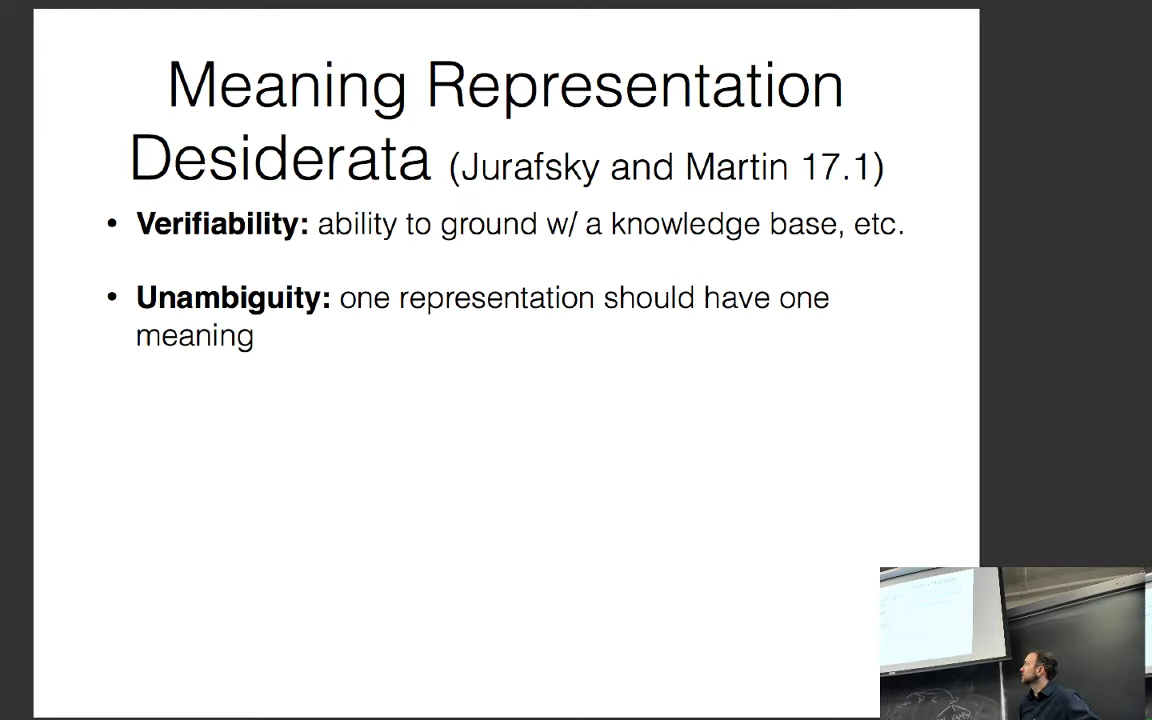 Meaning Representation
Desiderata (Jurafsky and Martin 17.1)
• Verifiability: ability to ground w/ a knowledge base, etc.
• Unambiguity: one representation should have one
meaning